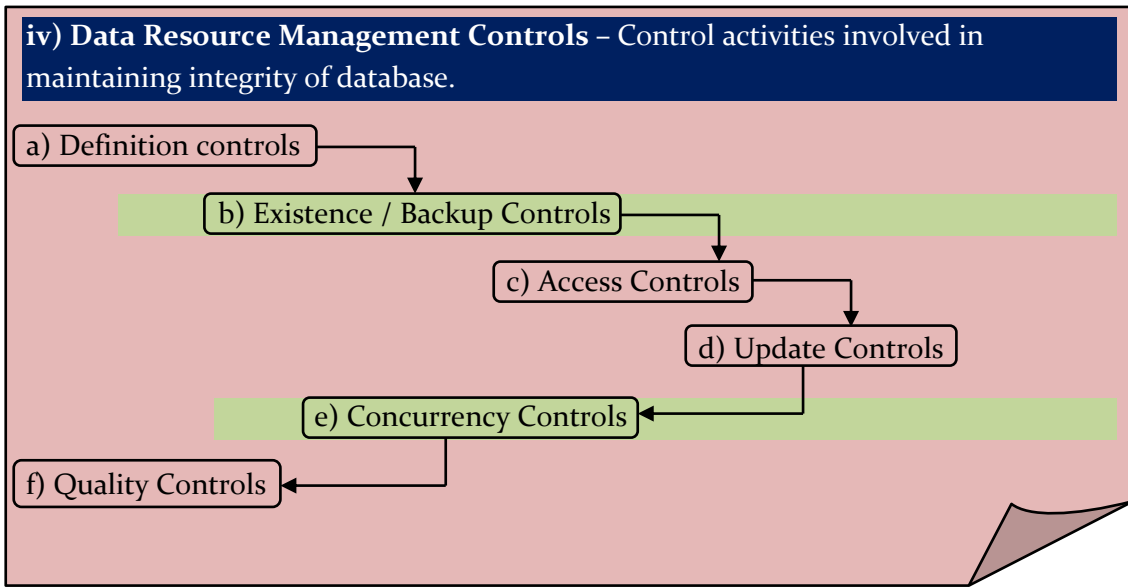 iv) Data Resource Management Controls – Control activities involved in
maintaining integrity of database.
a) Definition controls
b) Existence / Backup Controls
c) Access Controls
d) Update Controls
e) Concurrency Controls
f) Quality Controls